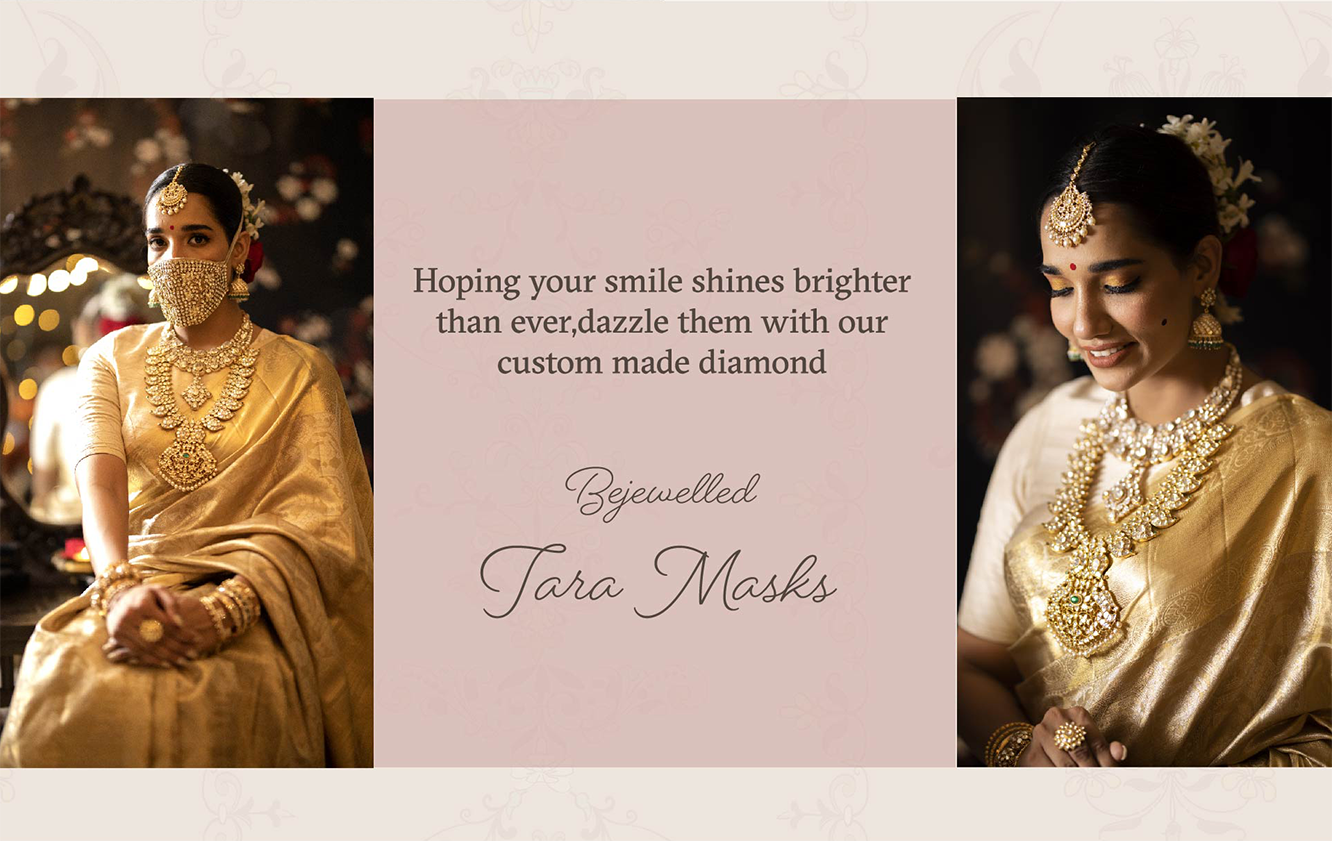 Hoping your smile shines brighter
than ever,dazzle them with our
custom made diamond
Bejewelled
Tara Masks